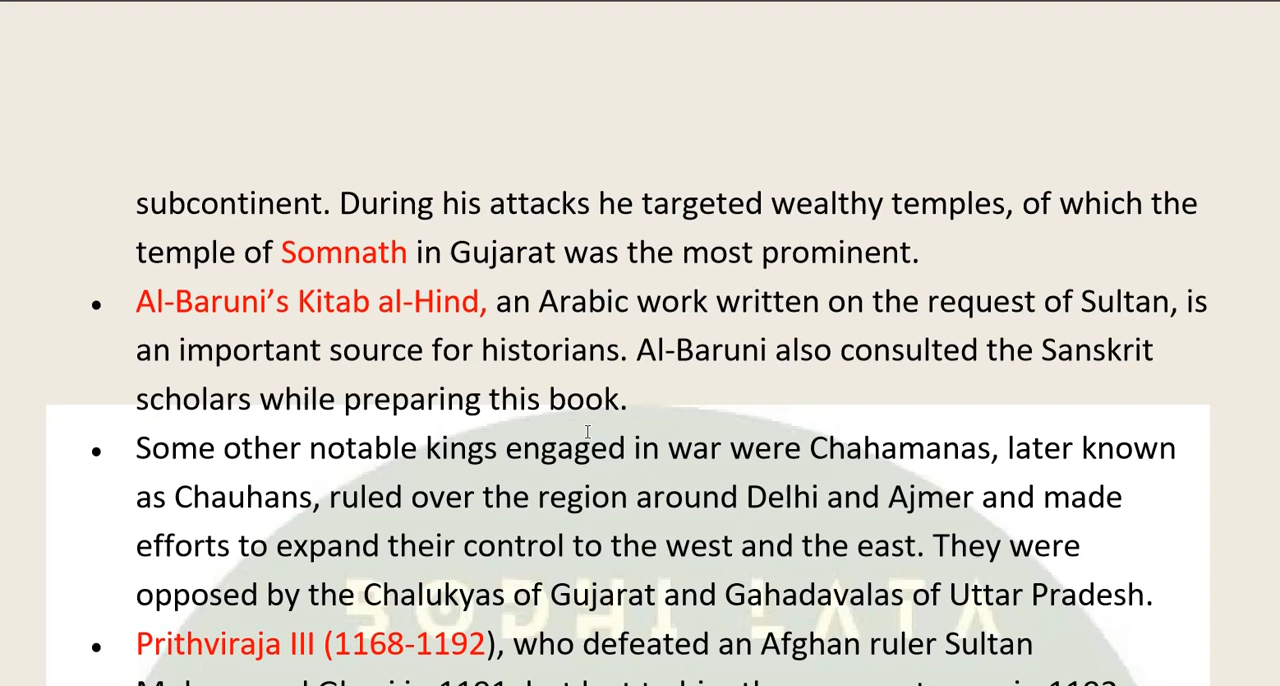 subcontinent. During his attacks he targeted wealthy temples, of which the
temple of Somnath in Gujarat was the most prominent.
• Al-Baruni’s Kitab al-Hind, an Arabic work written on the request of Sultan, is
an important source for historians. Al-Baruni also consulted the Sanskrit
scholars while preparing this book.
• Some other notable kings engaged in war were Chahamanas, later known
as Chauhans, ruled over the region around Delhi and Ajmer and made
efforts to expand their control to the west and the east. They were
opposed by the Chalukyas of Gujarat and Gahadavalas of Uttar Pradesh.
BODHI LATA
• Prithviraja III (1168-1192), who defeated an Afghan ruler Sultan